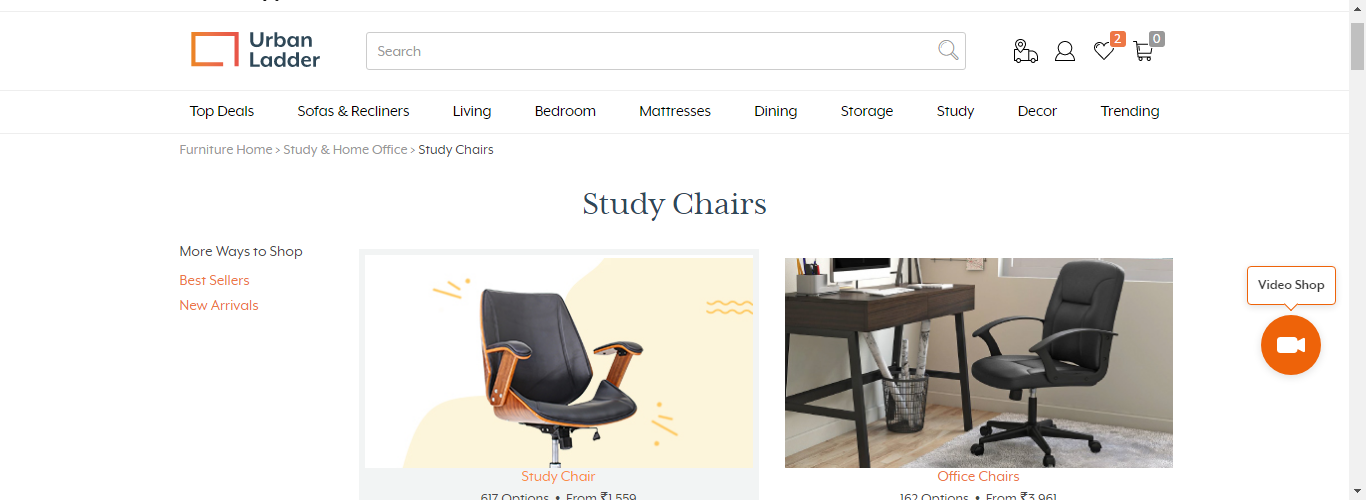 Urban
Ladder
Search
2
0
Top Deals
Sofas & Recliners
Living
Bedroom
Mattresses
Dining
Storage
Study
Decor
Trending
Furniture Home > Study & Home Office > Study Chairs
Study Chairs
More Ways to Shop
Best Sellers
New Arrivals
Video Shop
Study Chair
Office Chairs
617 Options • From ₹1,559
162 Options • From ₹3,961